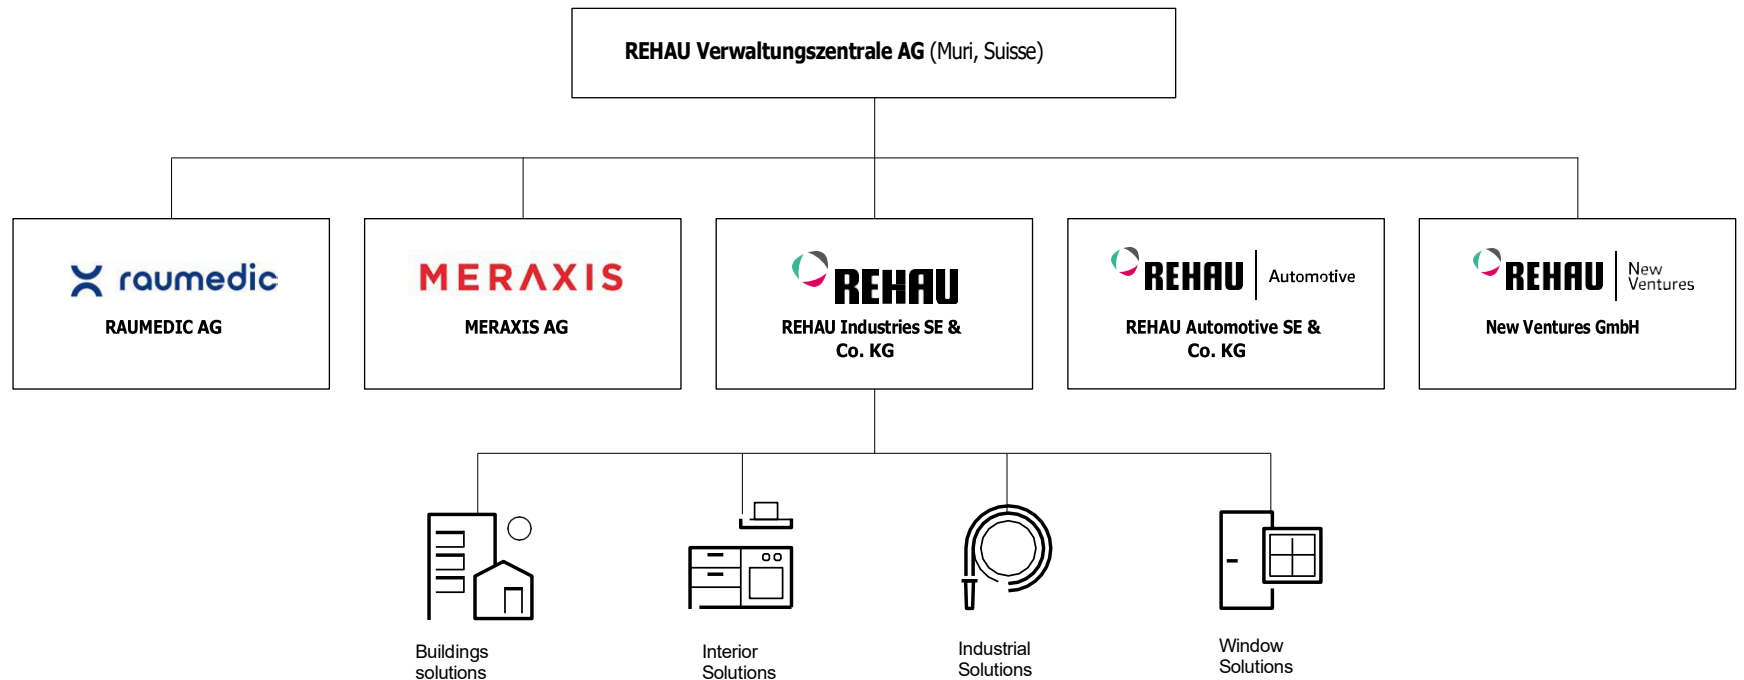 REHAU Verwaltungszentrale AG (Muri, Suisse)
raumedic
RAUMEDIC AG
MERAXIS
MERAXIS AG
REHAU
REHAU Industries SE &
Co. KG
REHAU Automotive
REHAU Automotive SE &
Co. KG
REHAU New
Ventures
New Ventures GmbH
Buildings
solutions
Interior
Solutions
Industrial
Solutions
Window
Solutions